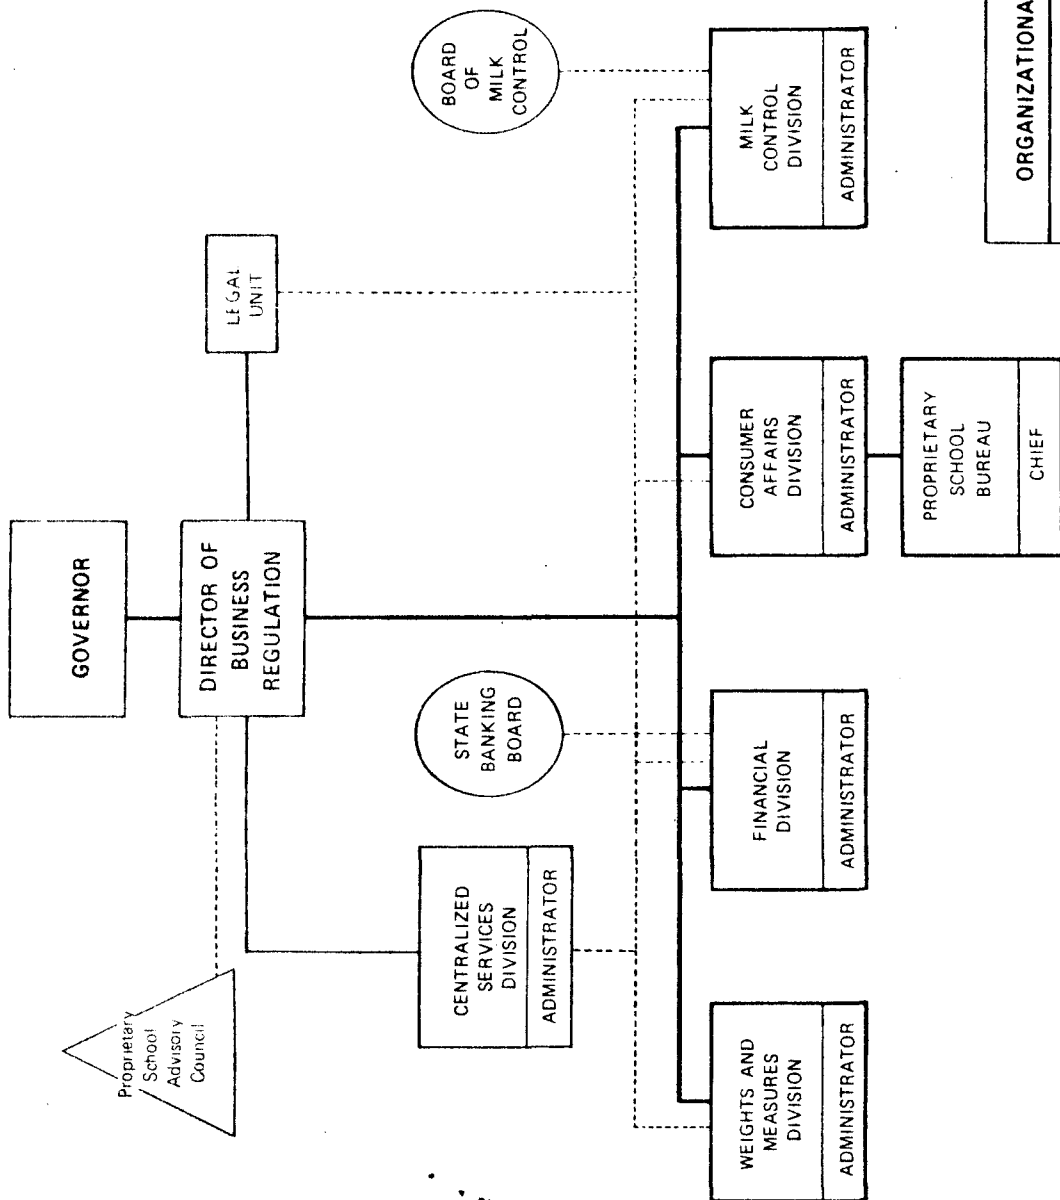 GOVERNOR
DIRECTOR OF
BUSINESS
REGULATION
Proprietary
School
Advisory
Council
LEGAL
UNIT
CENTRALIZED
SERVICES
DIVISION
ADMINISTRATOR
STATE
BANKING
BOARD
BOARD
OF
MILK
CONTROL
WEIGHTS AND
MEASURES
DIVISION
ADMINISTRATOR
FINANCIAL
DIVISION
ADMINISTRATOR
CONSUMER
AFFAIRS
DIVISION
ADMINISTRATOR
MILK
CONTROL
DIVISION
ADMINISTRATOR
PROPRIETARY
SCHOOL
BUREAU
CHIEF
ORGANIZATIONA